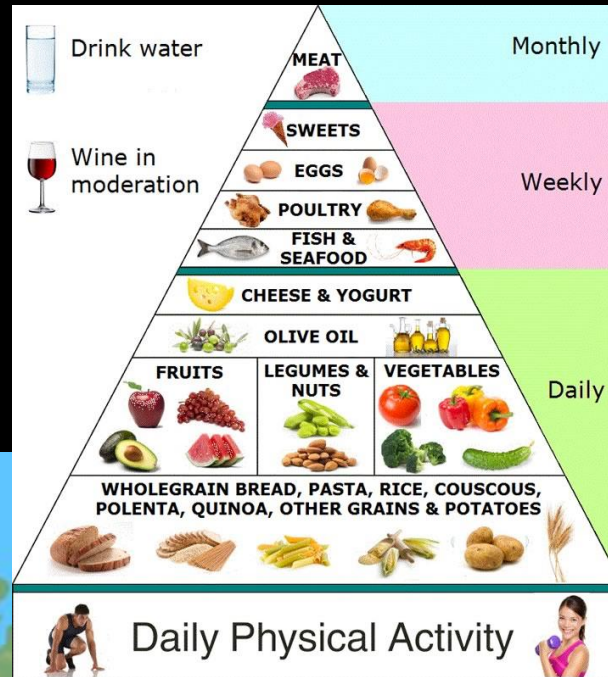 Drink water
Wine in
moderation
MEAT
Monthly
SWEETS
EGGS
POULTRY
FISH &
SEAFOOD
Weekly
CHEESE & YOGURT
OLIVE OIL
FRUITS
LEGUMES &
NUTS
VEGETABLES
Daily
WHOLEGRAIN BREAD, PASTA, RICE, COUSCOUS,
POLENTA, QUINOA, OTHER GRAINS & POTATOES
Daily Physical Activity